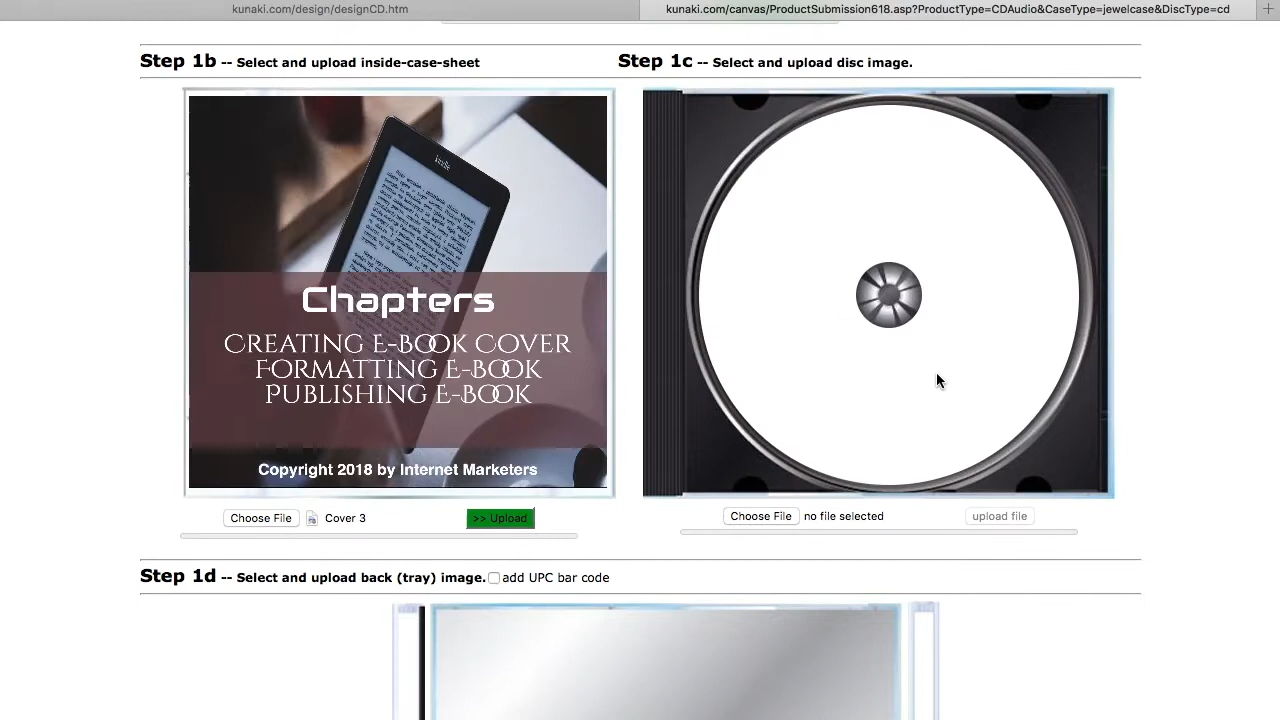 kunaki.com/design/designCD.htm
kunaki.com/canvas/ProductSubmission618.asp?ProductType=CDAudio&CaseType=jewelcase&DiscType=cd
Step 1b -- Select and upload inside-case-sheet
Step 1c -- Select and upload disc image.
kindle
Chapters
Creating E-Book Cover
Formatting E-Book
Publishing E-Book
Copyright 2018 by Internet Marketers
Choose File Cover 3 >> Upload
Choose File no file selected upload file
Step 1d -- Select and upload back (tray) image. add UPC bar code